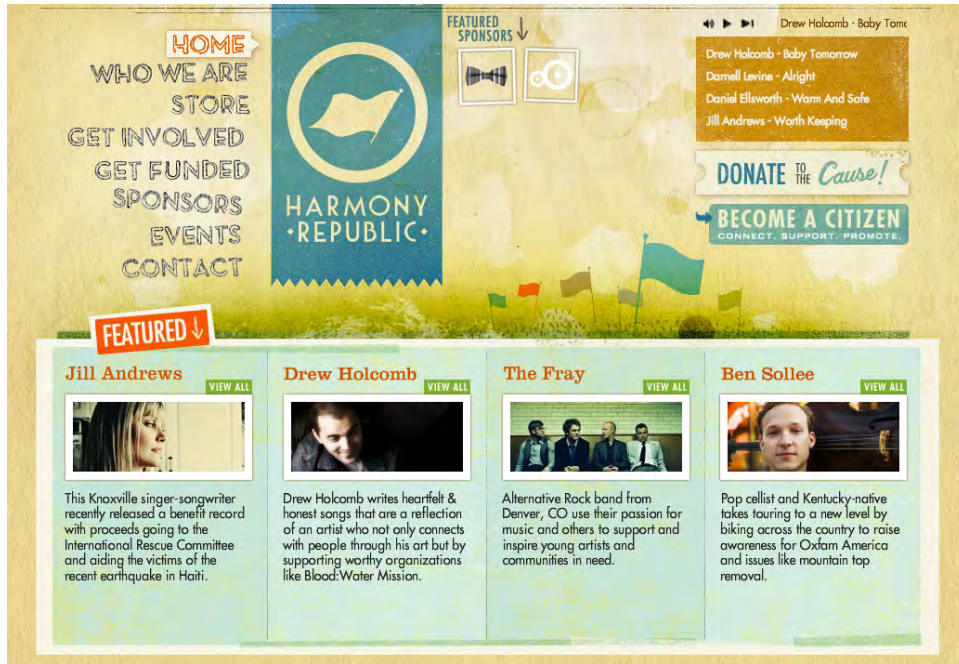 HOME
WHO WE ARE
STORE
GET INVOLVED
GET FUNDED
SPONSORS
EVENTS
CONTACT
HARMONY
•REPUBLIC•
FEATURED
SPONSORS
Drew Holcomb - Baby Tomo
Drew Holcomb - Baby Tomorrow
Darnell Levine - Alright
Daniel Ellsworth - Warm And Safe
Jill Andrews - Worth Keeping
DONATE TO THE Cause!
BECOME A CITIZEN
CONNECT. SUPPORT. PROMOTE.
FEATURED
Jill Andrews
VIEW ALL
This Knoxville singer-songwriter
recently released a benefit record
with proceeds going to the
International Rescue Committee
and aiding the victims of the
recent earthquake in Haiti.
Drew Holcomb
VIEW ALL
Drew Holcomb writes heartfelt &
honest songs that are a reflection
of an artist who not only connects
with people through his art but by
supporting worthy organizations
like Blood:Water Mission.
The Fray
VIEW ALL
Alternative Rock band from
Denver, CO use their passion for
music and others to support and
inspire young artists and
communities in need.
Ben Sollee
VIEW ALL
Pop cellist and Kentucky-native
takes touring to a new level by
biking across the country to raise
awareness for Oxfam America
and issues like mountain top
removal.